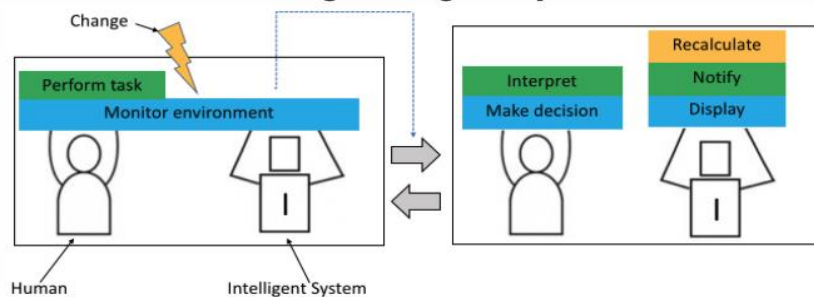 Change
Perform task
Monitor environment
Recalculate
Interpret
Notify
Make decision
Display
I
I
Human
Intelligent System